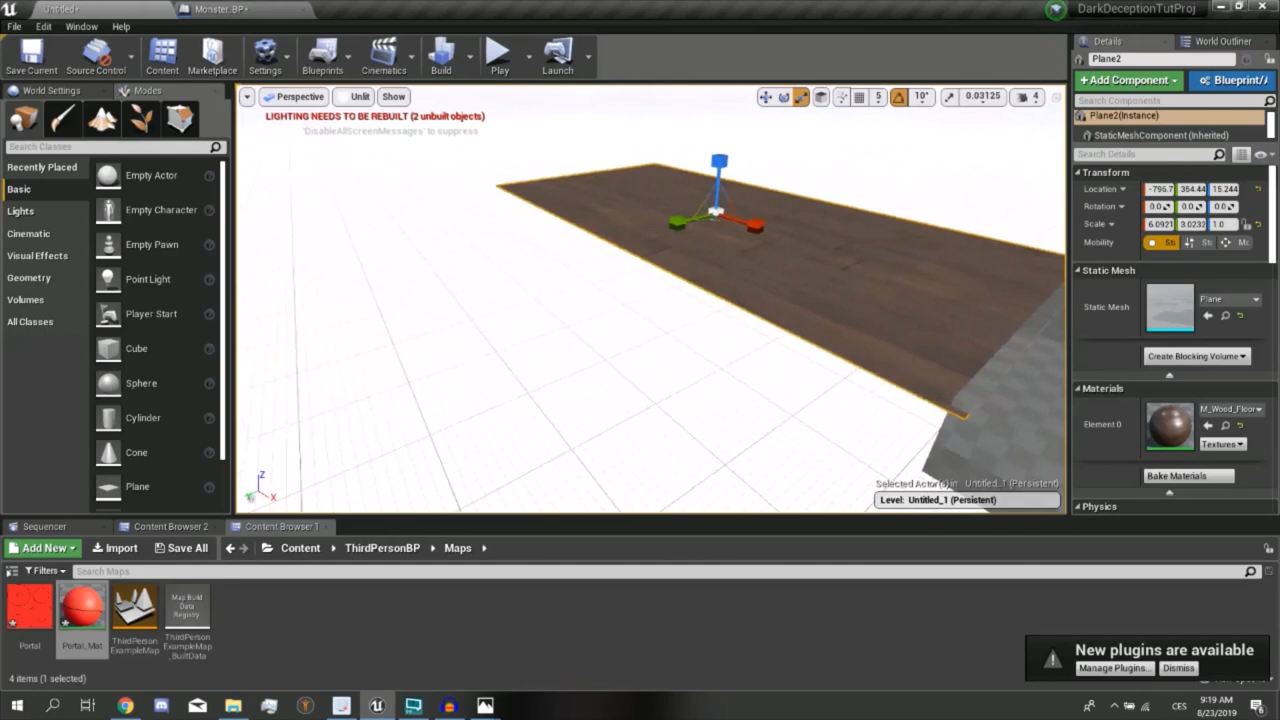 Untitled*
Monster_BP*
DarkDeceptionTutProj
File
Edit
Window
Help
Save Current
Source Control
Content
Marketplace
Settings
Blueprints
Cinematics
Build
Play
Launch
World Settings
Modes
Search Classes
Recently Placed
Basic
Lights
Cinematic
Visual Effects
Geometry
Volumes
All Classes
Empty Actor
Empty Character
Empty Pawn
Point Light
Player Start
Cube
Sphere
Cylinder
Cone
Plane
Perspective
Unlit
Show
5
10°
0.03125
4
LIGHTING NEEDS TO BE REBUILT (2 unbuilt objects)
'DisableAllScreenMessages' to suppress
Z
X
Selected Actor(s) in: Untitled_1 (Persistent)
Level: Untitled_1 (Persistent)
Details
World Outliner
Plane2
+Add Component
Blueprint/
Search Components
Plane2(Instance)
StaticMeshComponent (Inherited)
Search Details
Transform
Location
-796.7
354.44
15.244
Rotation
0.0
0.0
0.0
Scale
6.0921
3.0232
1.0
Mobility
Static Mesh
Static Mesh
Plane
Create Blocking Volume
Materials
Element 0
M_Wood_Floor
Textures
Bake Materials
Physics
Sequencer
Content Browser 2
Content Browser 1
Add New
Import
Save All
Content
ThirdPersonBP
Maps
Filters
Search Maps
Portal
Portal_Mat
ThirdPerson
ExampleMap
Map Build
Data
Registry
ThirdPerson
ExampleMap
_BuiltData
4 items (1 selected)
New plugins are available
Manage Plugins...
Dismiss
CES
9:19 AM
8/23/2019
6